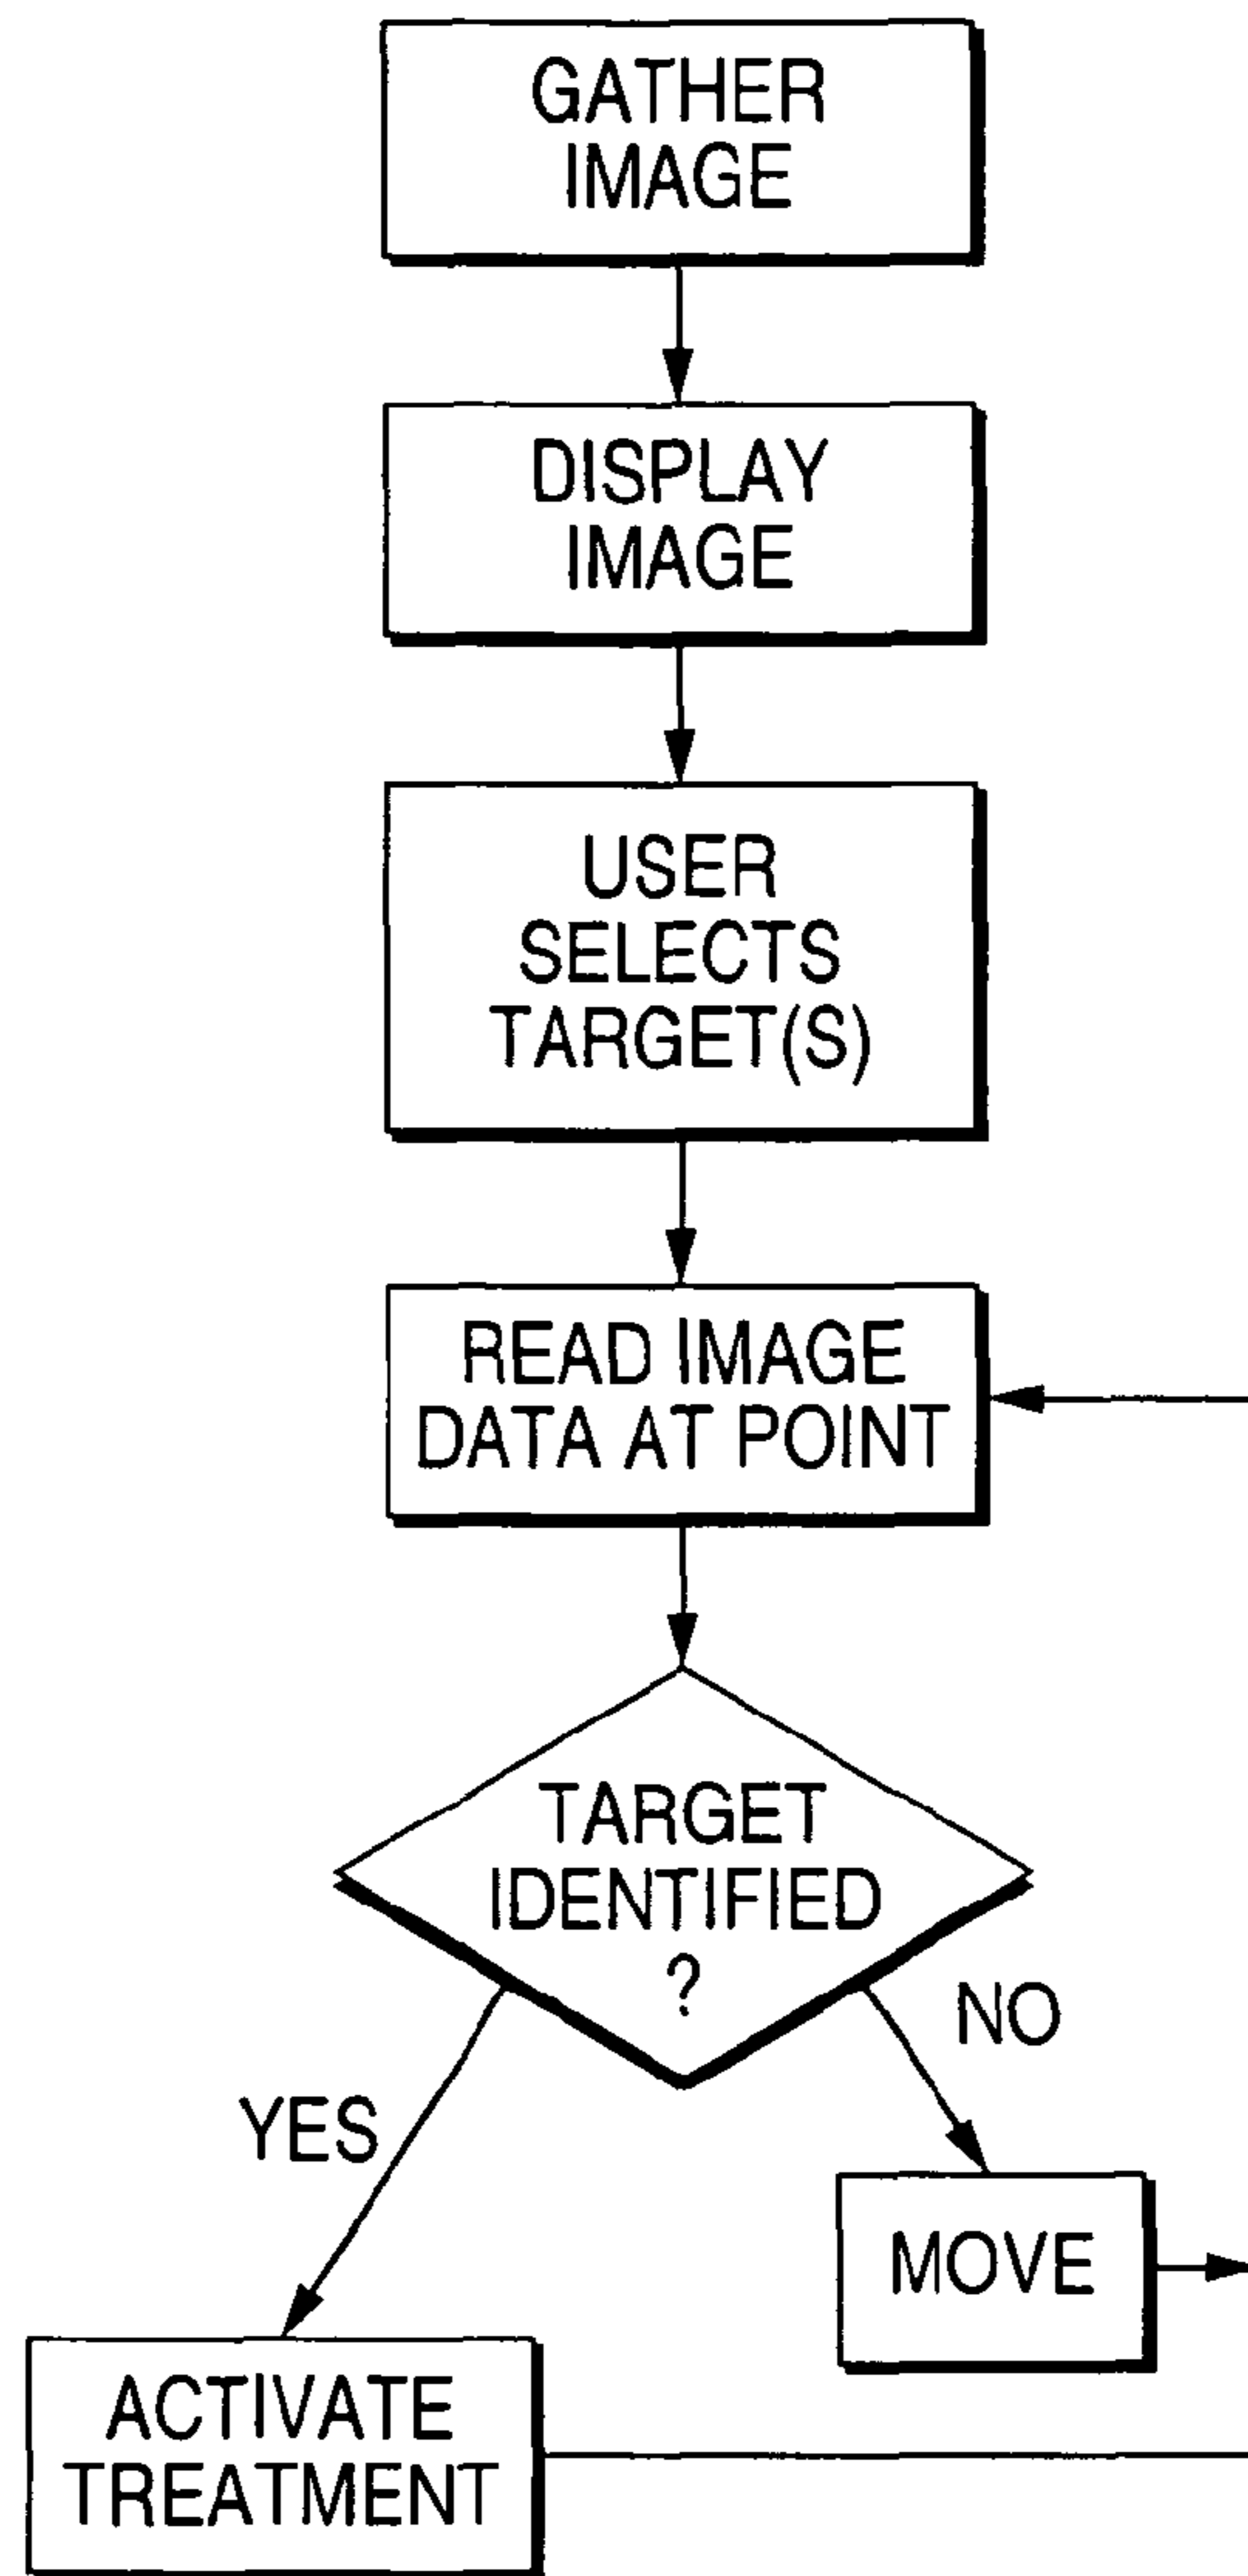 GATHER
IMAGE
DISPLAY
IMAGE
USER
SELECTS
TARGET(S)
READ IMAGE
DATA AT POINT
TARGET
IDENTIFIED
?
NO
YES
MOVE
ACTIVATE
TREATMENT